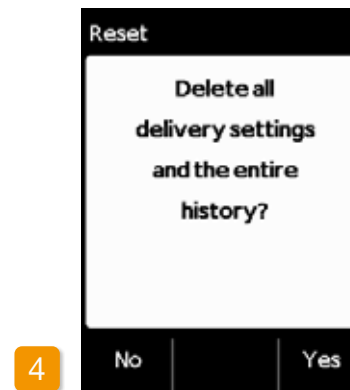 Reset
Delete all
delivery settings
and the entire
history?
4
No Yes